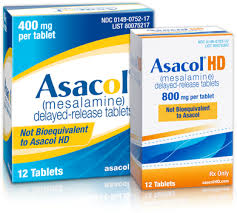 400 mg
per tablet
NDC 0149-0752-17
LIST 80075217
Asacol
(mesalamine)
delayed-release tablets
Not Bioequivalent
to Asacol HD
12 Tablets
asacol
Asacol HD
(mesalamine)
delayed-release tablets
800 mg per tablet
Not Bioequivalent
to Asacol
Rx Only
12 Tablets